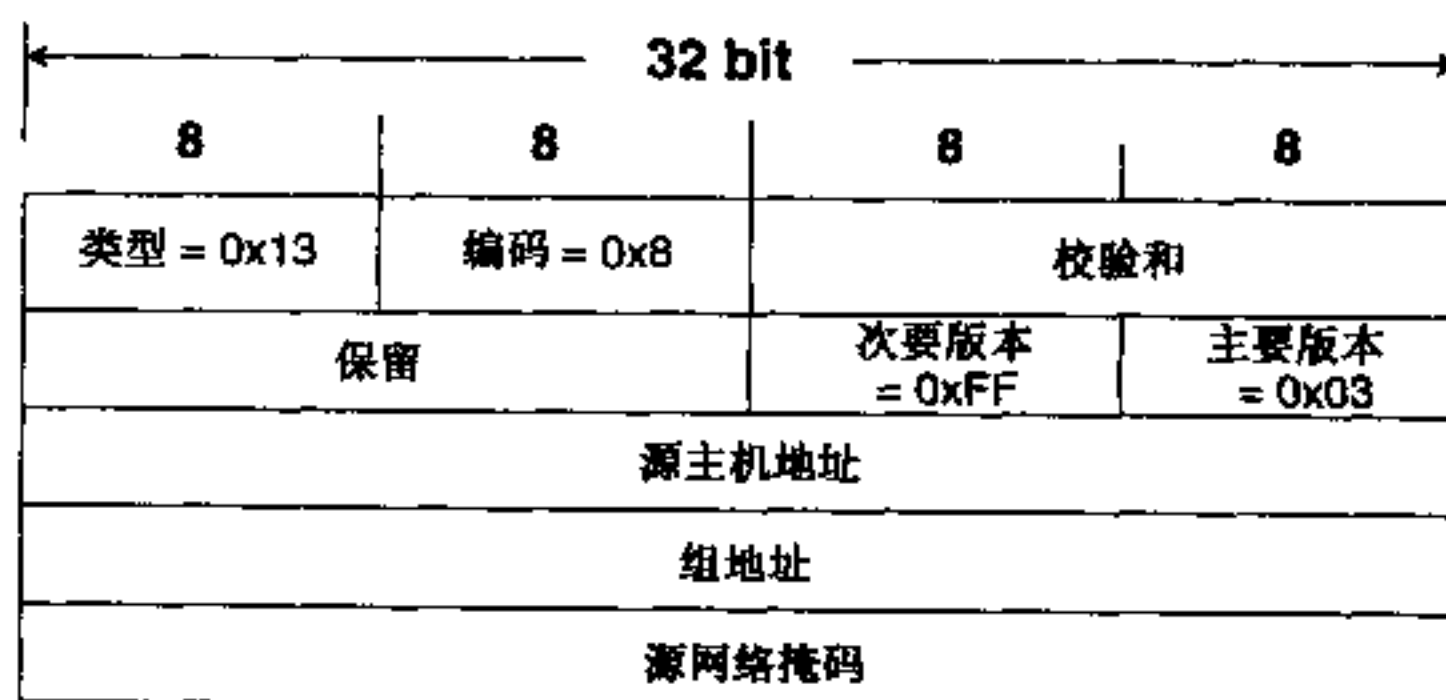 32 bit
8 8 8 8
类型 = 0x13 编码 = 0x8 校验和
保留 次要版本 = 0xFF 主要版本 = 0x03
源主机地址
组地址
源网络掩码